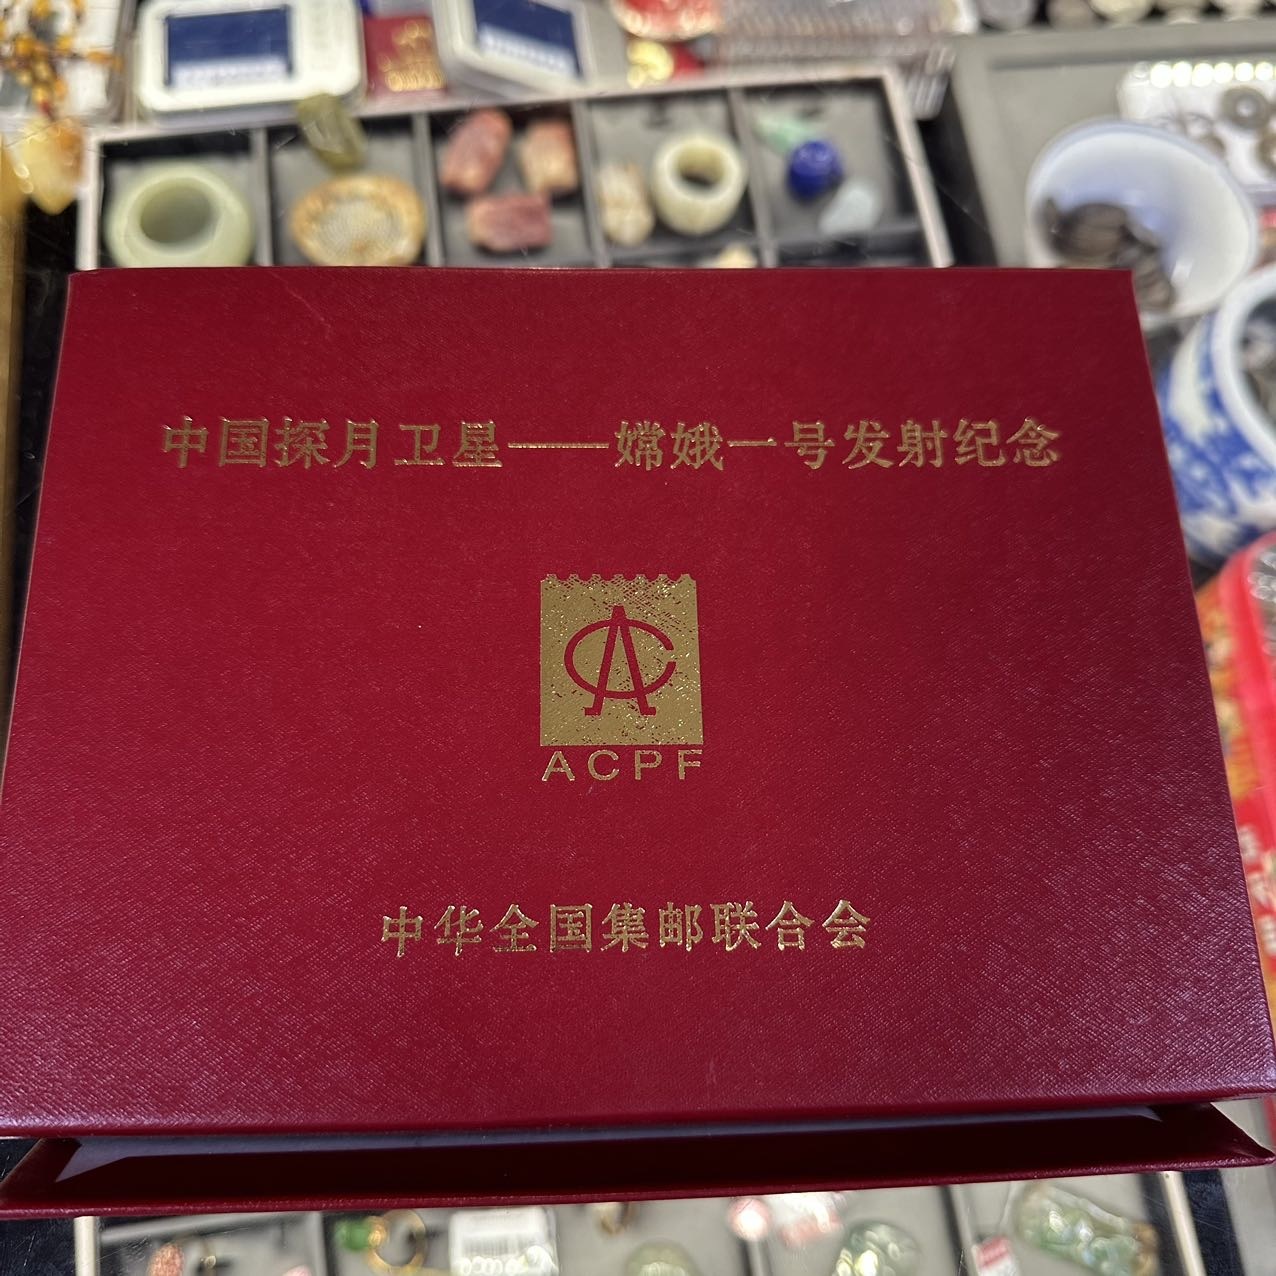 中国探月卫星——嫦娥一号发射纪念
ACPF
中华全国集邮联合会